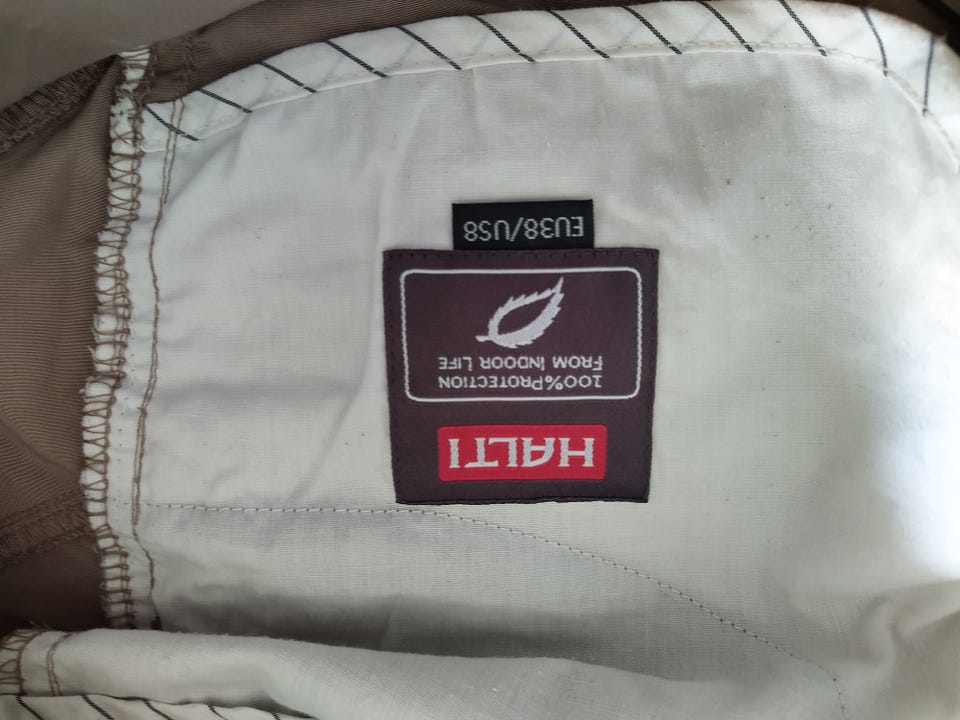 HALTI
100%PROTECTION
FROM INDOOR LIFE
EU38/US8